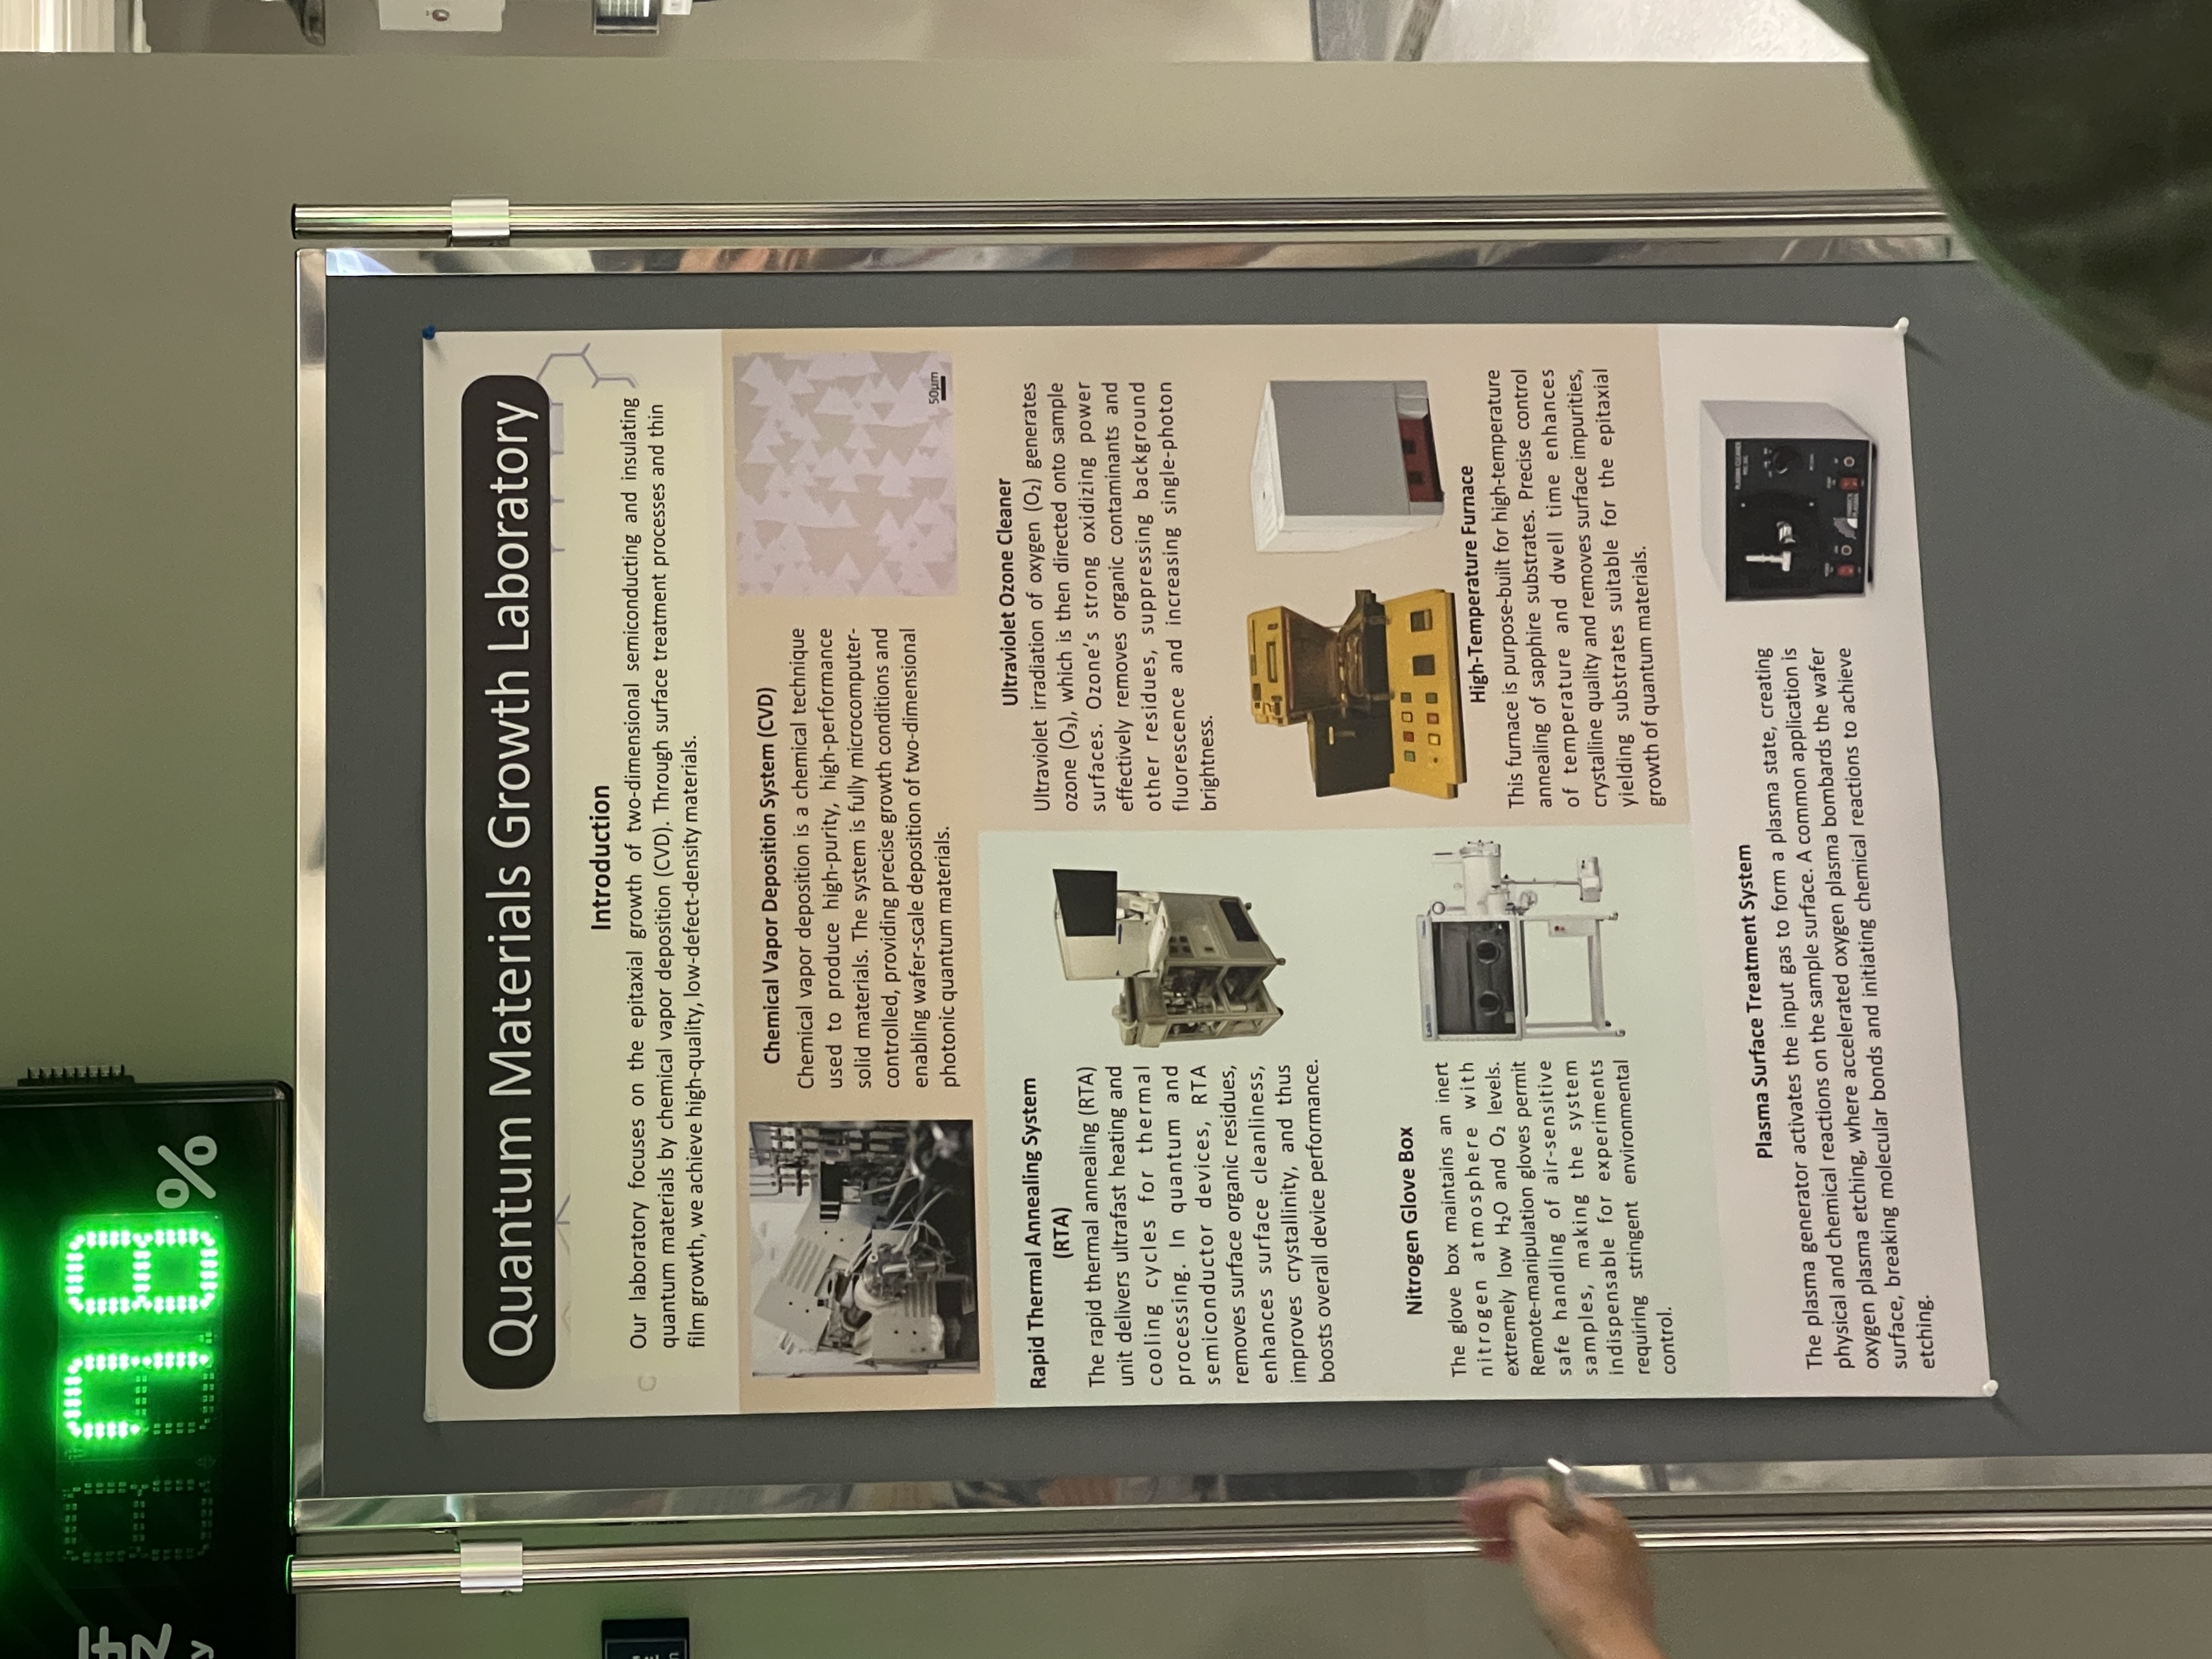 度
y
78
%
Quantum Materials Growth Laboratory
Introduction
Our laboratory focuses on the epitaxial growth of two-dimensional semiconducting and insulating
quantum materials by chemical vapor deposition (CVD). Through surface treatment processes and thin
film growth, we achieve high-quality, low-defect-density materials.
Chemical Vapor Deposition System (CVD)
Chemical vapor deposition is a chemical technique
used to produce high-purity, high-performance
solid materials. The system is fully microcomputer-
controlled, providing precise growth conditions and
enabling wafer-scale deposition of two-dimensional
photonic quantum materials.
50μm
Rapid Thermal Annealing System
(RTA)
The rapid thermal annealing (RTA)
unit delivers ultrafast heating and
cooling cycles for thermal
processing. In quantum and
semiconductor devices, RTA
removes surface organic residues,
enhances surface cleanliness,
improves crystallinity, and thus
boosts overall device performance.
Nitrogen Glove Box
The glove box maintains an inert
nitrogen atmosphere with
extremely low H₂O and O₂ levels.
Remote-manipulation gloves permit
safe handling of air-sensitive
samples, making the system
indispensable for experiments
requiring stringent environmental
control.
Ultraviolet Ozone Cleaner
Ultraviolet irradiation of oxygen (O₂) generates
ozone (O₃), which is then directed onto sample
surfaces. Ozone's strong oxidizing power
effectively removes organic contaminants and
other residues, suppressing background
fluorescence and increasing single-photon
brightness.
High-Temperature Furnace
This furnace is purpose-built for high-temperature
annealing of sapphire substrates. Precise control
of temperature and dwell time enhances
crystalline quality and removes surface impurities,
yielding substrates suitable for the epitaxial
growth of quantum materials.
Plasma Surface Treatment System
The plasma generator activates the input gas to form a plasma state, creating
physical and chemical reactions on the sample surface. A common application is
oxygen plasma etching, where accelerated oxygen plasma bombards the wafer
surface, breaking molecular bonds and initiating chemical reactions to achieve
etching.
PLASMA CLEANER